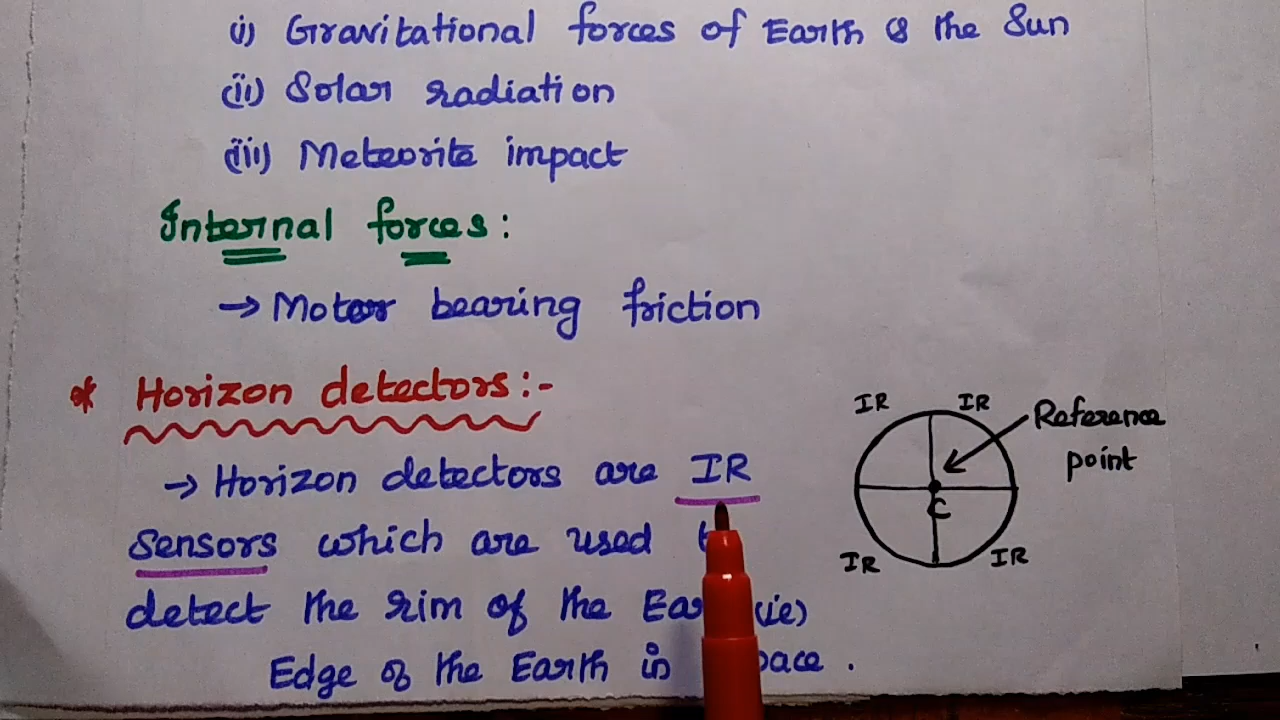 (i) Gravitational forces of Earth & the Sun
(ii) Solar radiation
(iii) Meteorite impact
Internal forces:
→ Motor bearing friction
* Horizon detectors:-
→ Horizon detectors are IR
sensors which are used
detect the rim of the (ie)
Edge of the Earth in
IR IR
Reference
point
C
IR IR